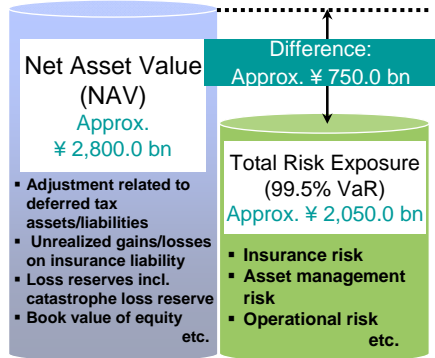 Net Asset Value
(NAV)
Approx.
¥ 2,800.0 bn
▪ Adjustment related to
deferred tax
assets/liabilities
▪ Unrealized gains/losses
on insurance liability
▪ Loss reserves incl.
catastrophe loss reserve
▪ Book value of equity
etc.
Difference:
Approx. ¥ 750.0 bn
Total Risk Exposure
(99.5% VaR)
Approx. ¥ 2,050.0 bn
▪ Insurance risk
▪ Asset management
risk
▪ Operational risk
etc.